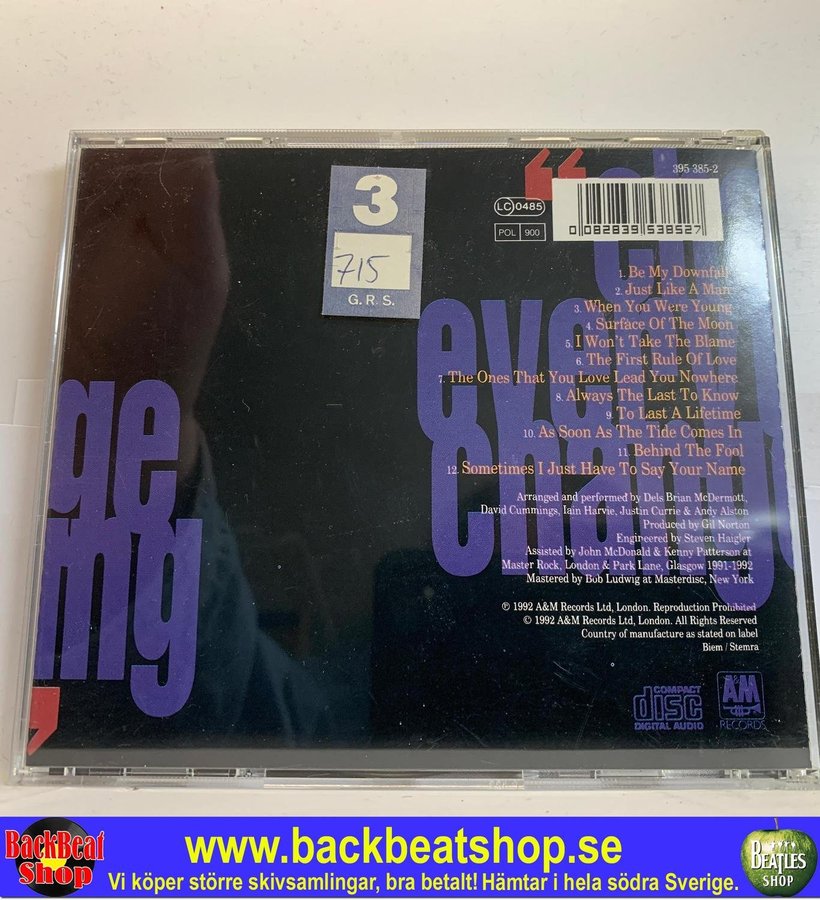 395 385-2
LC 0485
POL 900
0 082839 538527
3
715
G. R. S.
1. Be My Downfall
2. Just Like A Man
3. When You Were Young
4. Surface Of The Moon
5. I Won't Take The Blame
6. The First Rule Of Love
7. The Ones That You Love Lead You Nowhere
8. Always The Last To Know
9. To Last A Lifetime
10. As Soon As The Tide Comes In
11. Behind The Fool
12. Sometimes I Just Have To Say Your Name
Arranged and performed by Dels Brian McDermott,
David Cummings, Iain Harvie, Justin Currie & Andy Alston
Produced by Gil Norton
Engineered by Steven Haigler
Assisted by John McDonald & Kenny Patterson at
Master Rock, London & Park Lane, Glasgow 1991-1992
Mastered by Bob Ludwig at Masterdisc, New York
℗ 1992 A&M Records Ltd, London. Reproduction Prohibited
© 1992 A&M Records Ltd, London. All Rights Reserved
Country of manufacture as stated on label
Biem / Stemra
COMPACT
disc
DIGITAL AUDIO
A&M
RECORDS
ge
ing
"
"
BackBeat
Shop
www.backbeatshop.se
Vi köper större skivsamlingar, bra betalt! Hämtar i hela södra Sverige.
BEATLES
SHOP